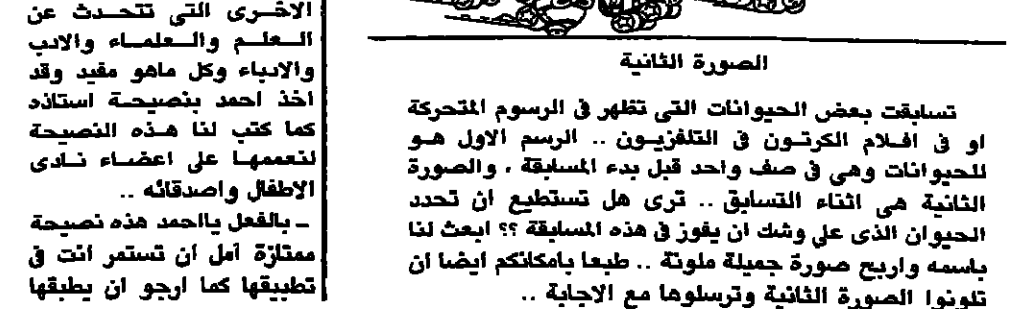 الصورة الثانية
تسابقت بعض الحيوانات التى تظهر فى الرسوم المتحركة
او فى افلام الكرتون فى التلفزيون .. الرسم الاول هو
للحيوانات وهى فى صف واحد قبل بدء المسابقة ، والصورة
الثانية هى اثناء التسابق .. ترى هل تستطيع ان تحدد
الحيوان الذى على وشك ان يفوز فى هذه المسابقة ؟؟ ابعث لنا
باسمه واربح صورة جميلة ملونة .. طبعا بامكانكم ايضا ان
تلونوا الصورة الثانية وترسلوها مع الاجابة ..
الاخرى التى تتحدث عن
العلم والعلماء والادب
والادباء وكل ماهو مفيد وقد
اخذ احمد بنصيحة استاذه
كما كتب لنا هذه النصيحة
لنعممها على اعضاء نادى
الاطفال واصدقائه ..
ـ بالفعل يااحمد هذه نصيحة
ممتازة امل ان تستمر انت فى
تطبيقها كما ارجو ان يطبقها